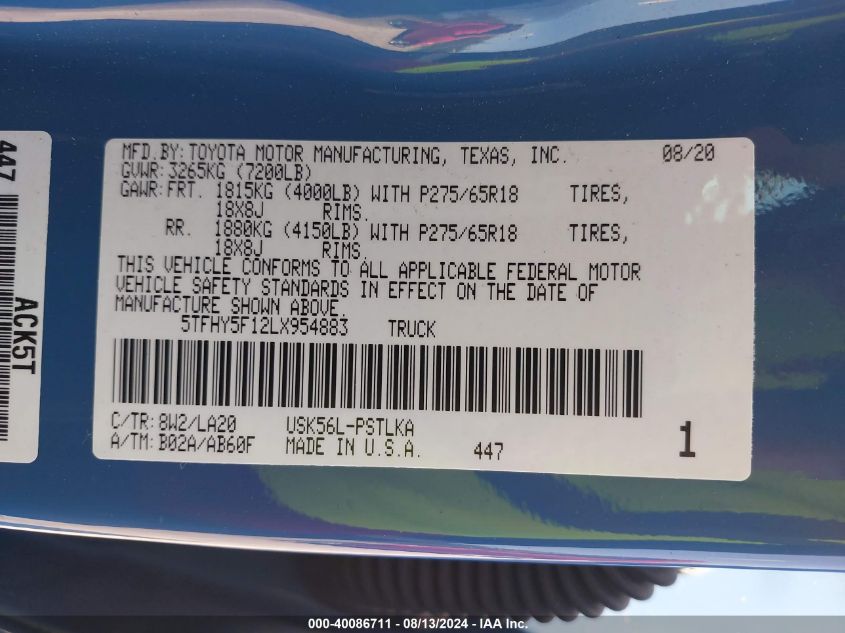 MFD.BY:TOYOTA MOTOR MANUFACTURING, TEXAS, INC. 08/20
GVWR:3265KG (7200LB)
GAWR:FRT. 1815KG (4000LB) WITH P275/65R18 TIRES,
18X8J RIMS.
RR. 1880KG (4150LB) WITH P275/65R18 TIRES,
18X8J RIMS.
THIS VEHICLE CONFORMS TO ALL APPLICABLE FEDERAL MOTOR
VEHICLE SAFETY STANDARDS IN EFFECT ON THE DATE OF
MANUFACTURE SHOWN ABOVE.
5TFHY5F12LX954883 TRUCK
C/TR:8W2/LA20 USK56L-PSTLKA
A/TM:B02A/AB60F MADE IN U.S.A. 447 1
447
ACK5T
000-40086711 - 08/13/2024 - IAA Inc.